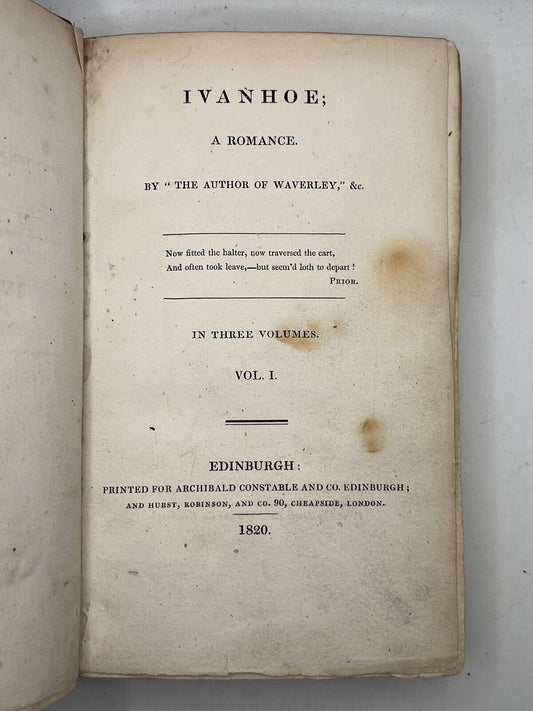 IVANHOE;
A ROMANCE.
BY "THE AUTHOR OF WAVERLEY," &c.
Now fitted the halter, now traversed the cart,
And often took leave,—but seem'd loth to depart!
PRIOR.
IN THREE VOLUMES.
VOL. I.
EDINBURGH:
PRINTED FOR ARCHIBALD CONSTABLE AND CO. EDINBURGH;
AND HURST, ROBINSON, AND CO. 90, CHEAPSIDE, LONDON.
1820.